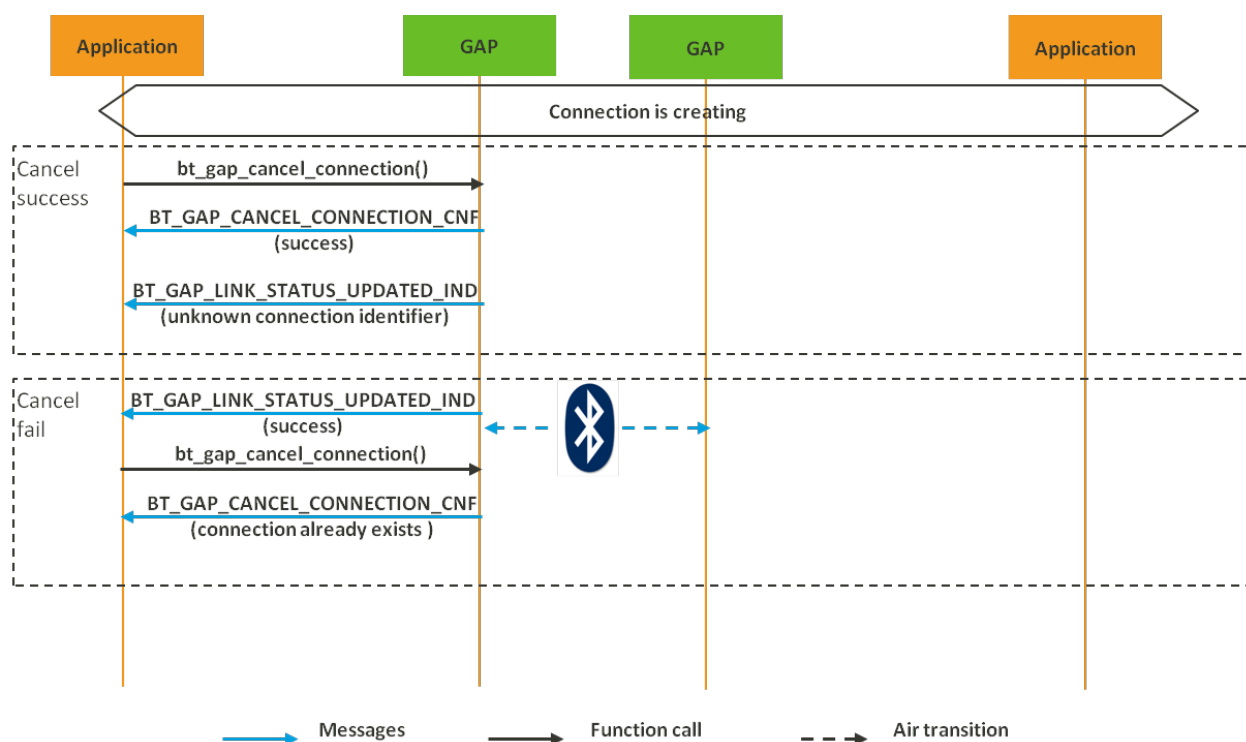 Application
GAP
GAP
Application
Connection is creating
Cancel
success
bt_gap_cancel_connection()
BT_GAP_CANCEL_CONNECTION_CNF
(success)
BT_GAP_LINK_STATUS_UPDATED_IND
(unknown connection identifier)
Cancel
fail
BT_GAP_LINK_STATUS_UPDATED_IND
(success)
bt_gap_cancel_connection()
BT_GAP_CANCEL_CONNECTION_CNF
(connection already exists )
Messages
Function call
Air transition